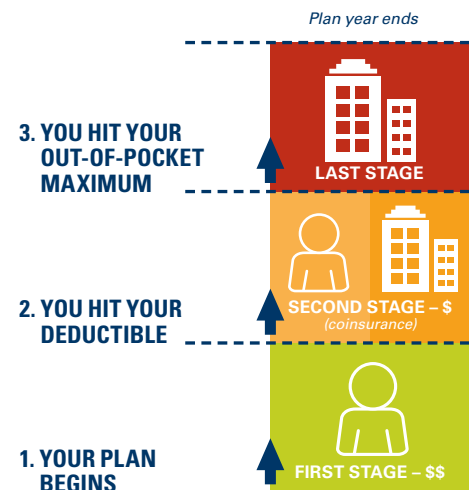 Plan year ends
3. YOU HIT YOUR
OUT-OF-POCKET
MAXIMUM
LAST STAGE
2. YOU HIT YOUR
DEDUCTIBLE
SECOND STAGE – $
(coinsurance)
1. YOUR PLAN
BEGINS
FIRST STAGE – $$